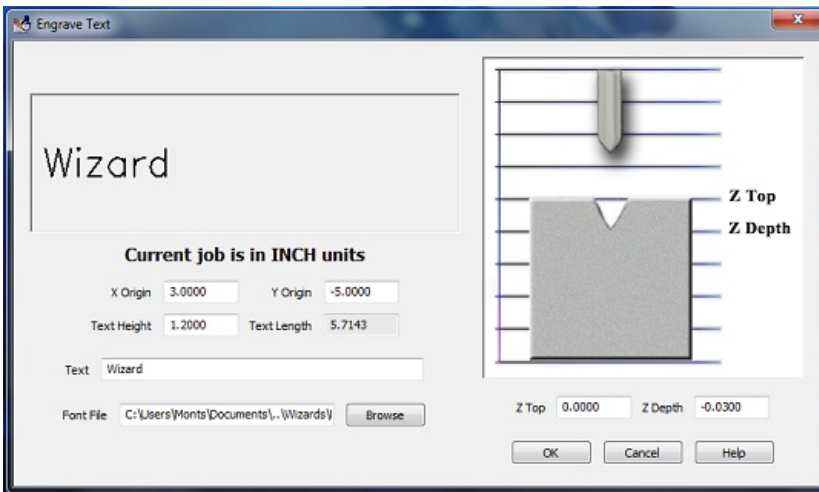 Engrave Text
Wizard
Current job is in INCH units
X Origin 3.0000 Y Origin -5.0000
Text Height 1.2000 Text Length 5.7143
Text Wizard
Font File C:\Users\Monts\Documents\..\Wizards\ Browse
Z Top
Z Depth
Z Top 0.0000 Z Depth -0.0300
OK Cancel Help